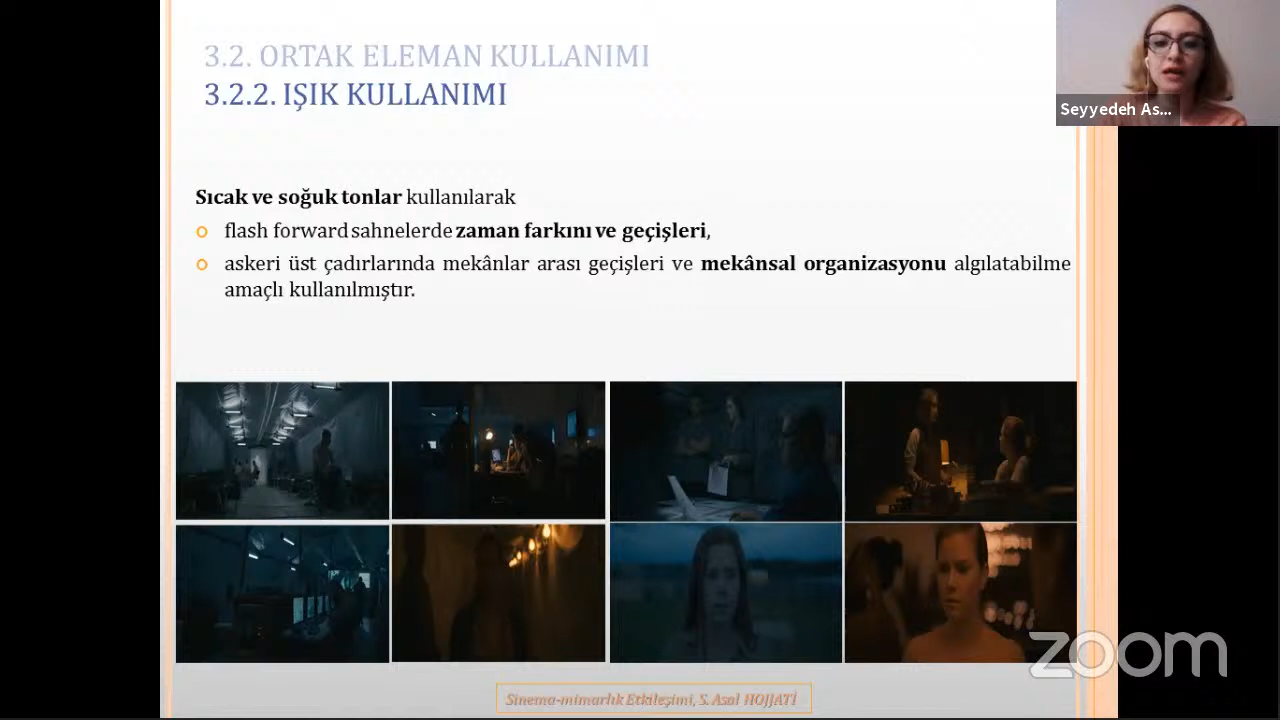 3.2. ORTAK ELEMAN KULLANIMI
3.2.2. IŞIK KULLANIMI
Seyyedeh As...
Sıcak ve soğuk tonlar kullanılarak
flash forward sahnelerde zaman farkını ve geçişleri,
askeri üst çadırlarında mekânlar arası geçişleri ve mekânsal organizasyonu algılatabilme
amaçlı kullanılmıştır.
zoom
Sinema-mimarlık Etkileşimi, S. Asal HOJJATİ